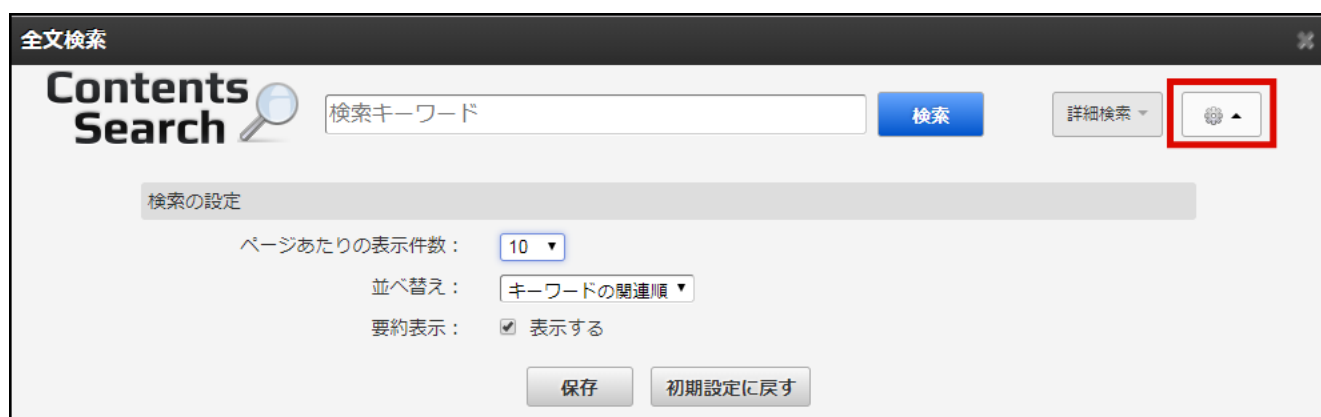 全文検索
Contents
Search
検索キーワード
検索
詳細検索
検索の設定
ページあたりの表示件数：
10
並べ替え：
キーワードの関連順
要約表示：
表示する
保存
初期設定に戻す